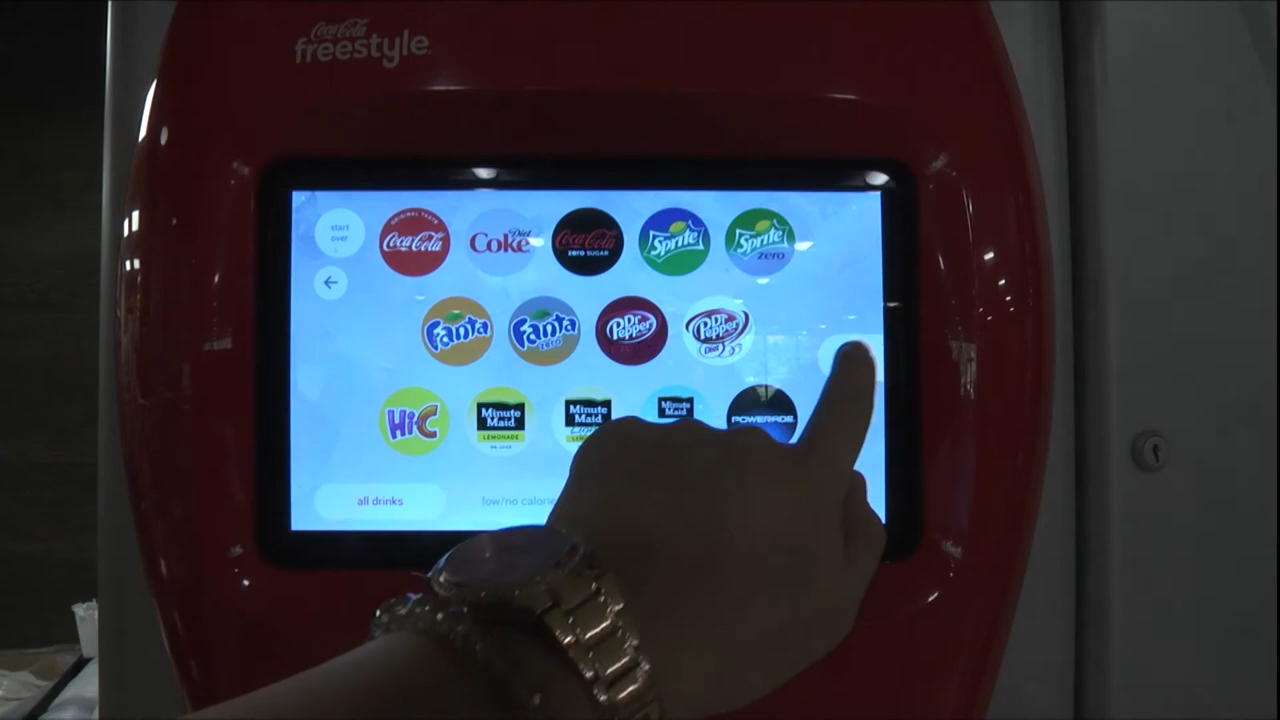 Coca-Cola
freestyle
start
over
ORIGINAL TASTE
Coca-Cola
Diet
Coke
Coca-Cola
ZERO SUGAR
Sprite
Sprite
zero
Fanta
Fanta
zero
Dr
Pepper
Dr
Pepper
Diet
Hi-C
Minute
Maid
LEMONADE
Minute
Maid
Light
Minute
Maid
POWERADE
all drinks
low/no calorie